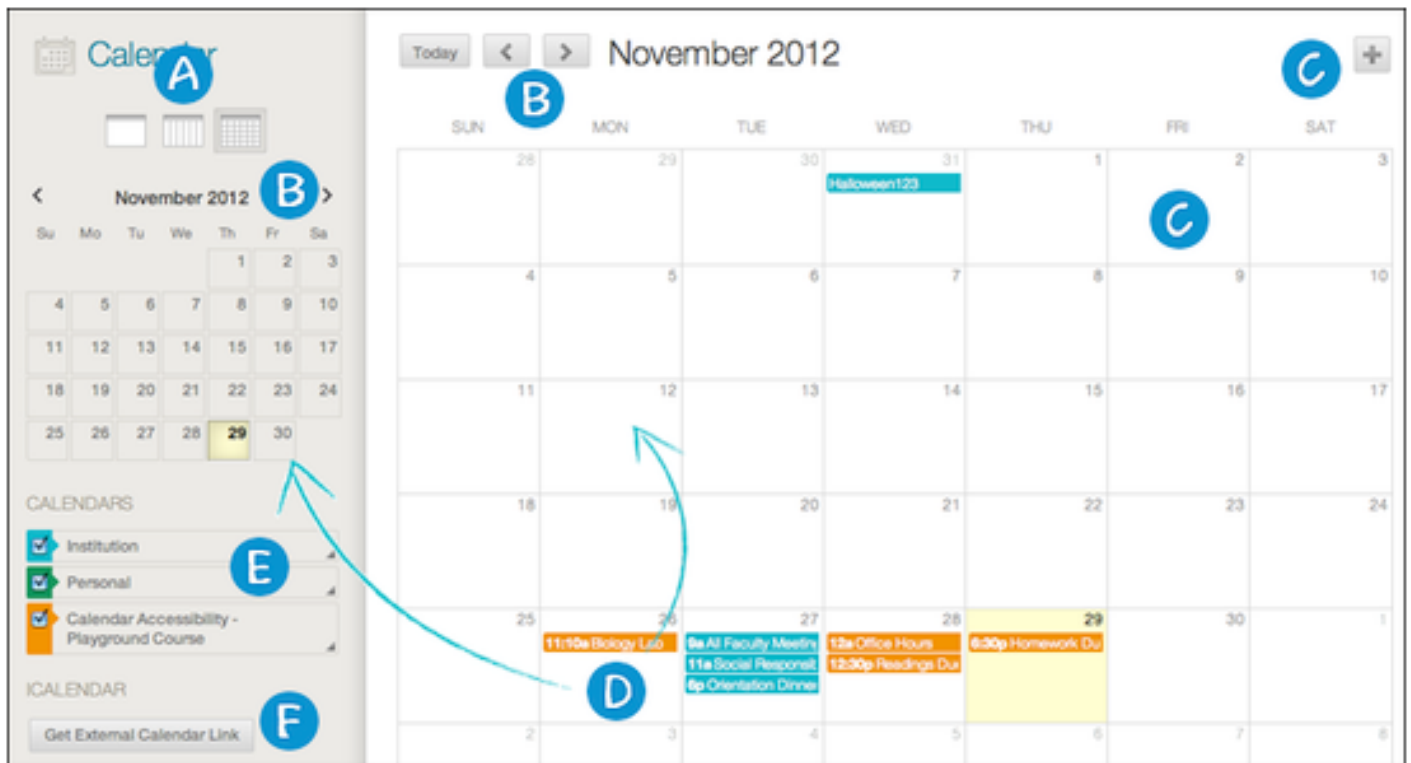 Calendar
A
B
November 2012
Su Mo Tu We Th Fr Sa
1 2 3
4 5 6 7 8 9 10
11 12 13 14 15 16 17
18 19 20 21 22 23 24
25 26 27 28 29 30
CALENDARS
Institution
Personal
Calendar Accessibility -
Playground Course
E
ICALENDAR
Get External Calendar Link
F
Today November 2012
B
C
SUN MON TUE WED THU FRI SAT
28 29 30 31 1 2 3
Halloween123
C
4 5 6 7 8 9 10
11 12 13 14 15 16 17
18 19 20 21 22 23 24
25 26 27 28 29 30 1
11:10a Biology Lab 9a All Faculty Meeting 12a Office Hours 6:30p Homework Du
11a Social Responsib 12:30p Readings Due
6p Orientation Dinner
D
2 3 4 5 6 7 8